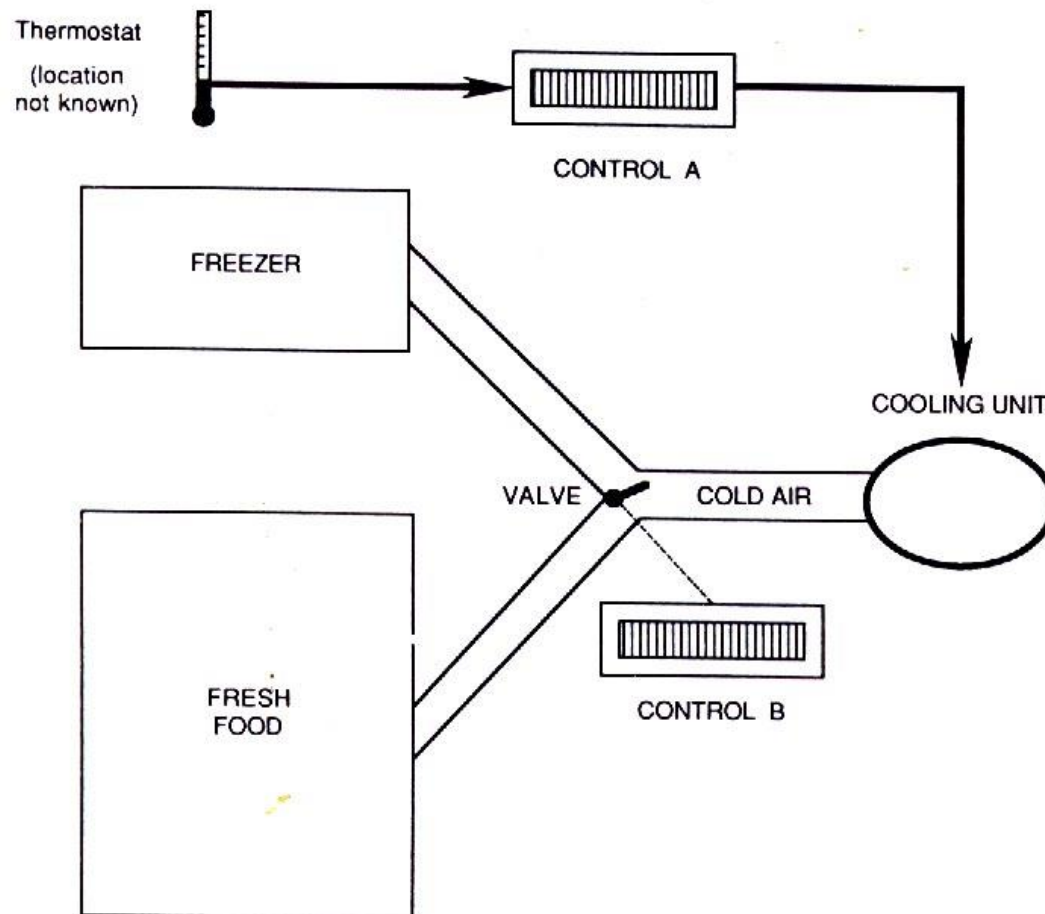 Thermostat
(location
not known)
CONTROL A
FREEZER
COOLING UNIT
VALVE
COLD AIR
FRESH
FOOD
CONTROL B